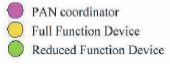 PAN coordinator
Full Function Device
Reduced Function Device